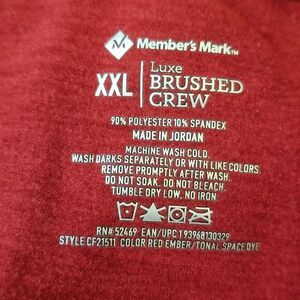 Member's Mark™
XXL
Luxe
BRUSHED
CREW
90% POLYESTER 10% SPANDEX
MADE IN JORDAN
MACHINE WASH COLD.
WASH DARKS SEPARATELY OR WITH LIKE COLORS.
REMOVE PROMPTLY AFTER WASH.
DO NOT SOAK. DO NOT BLEACH.
TUMBLE DRY LOW. NO IRON.
RN# 52469 EAN/UPC 193968130329
STYLE CF21511 COLOR RED EMBER/TONAL SPACE DYE